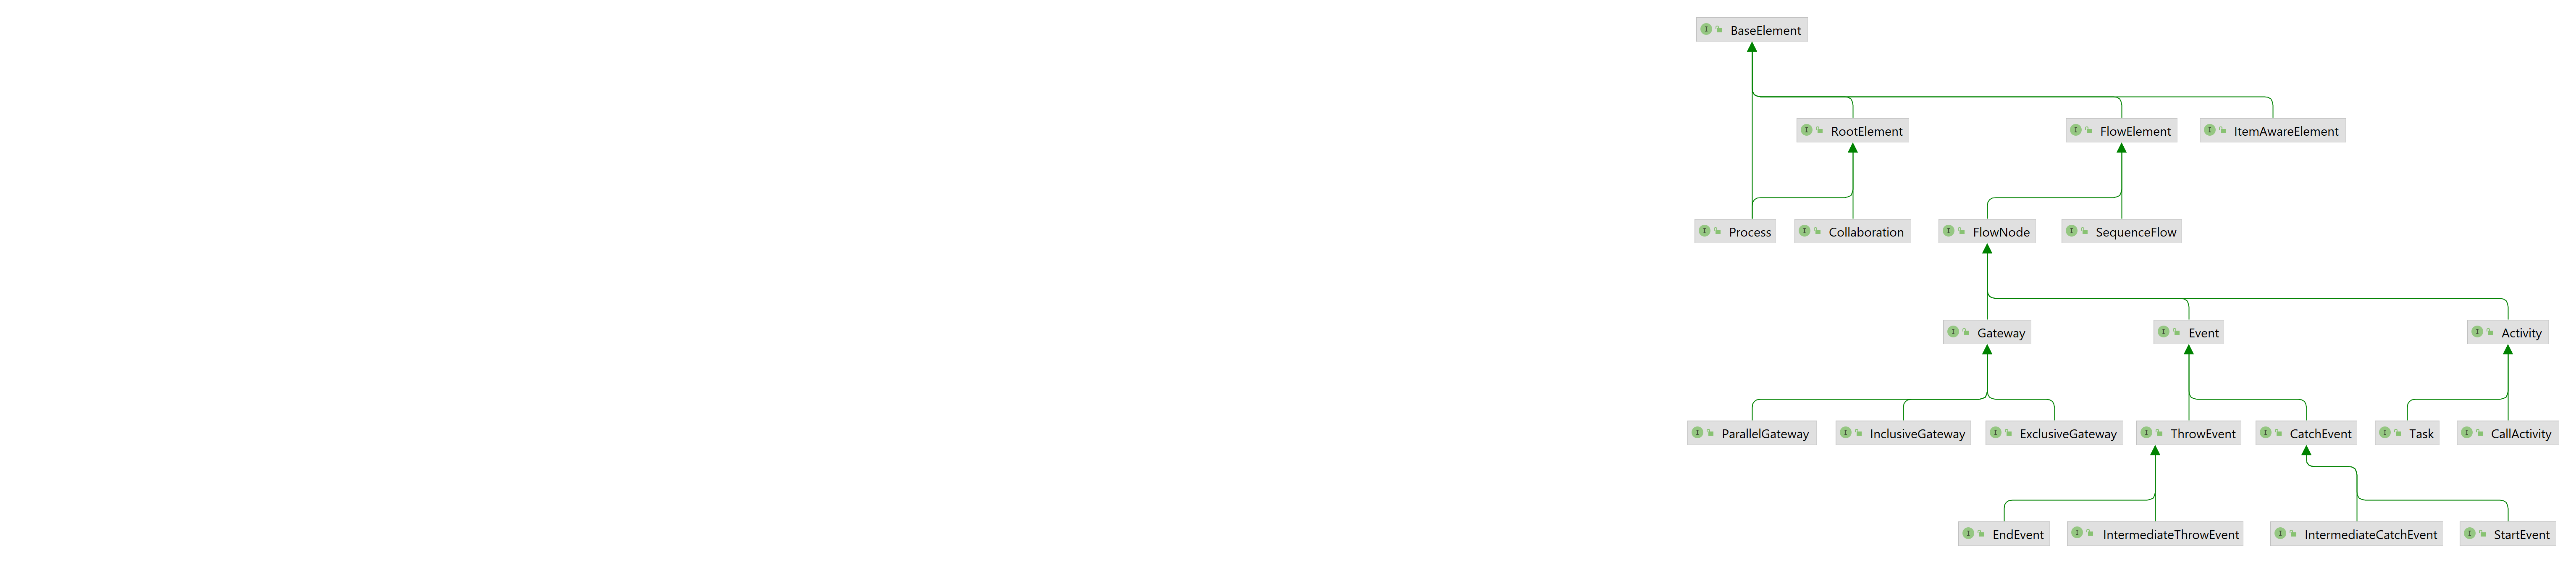 BaseElement
RootElement
FlowElement
ItemAwareElement
Process
Collaboration
FlowNode
SequenceFlow
Gateway
Event
Activity
ParallelGateway
InclusiveGateway
ExclusiveGateway
ThrowEvent
CatchEvent
Task
CallActivity
EndEvent
IntermediateThrowEvent
IntermediateCatchEvent
StartEvent